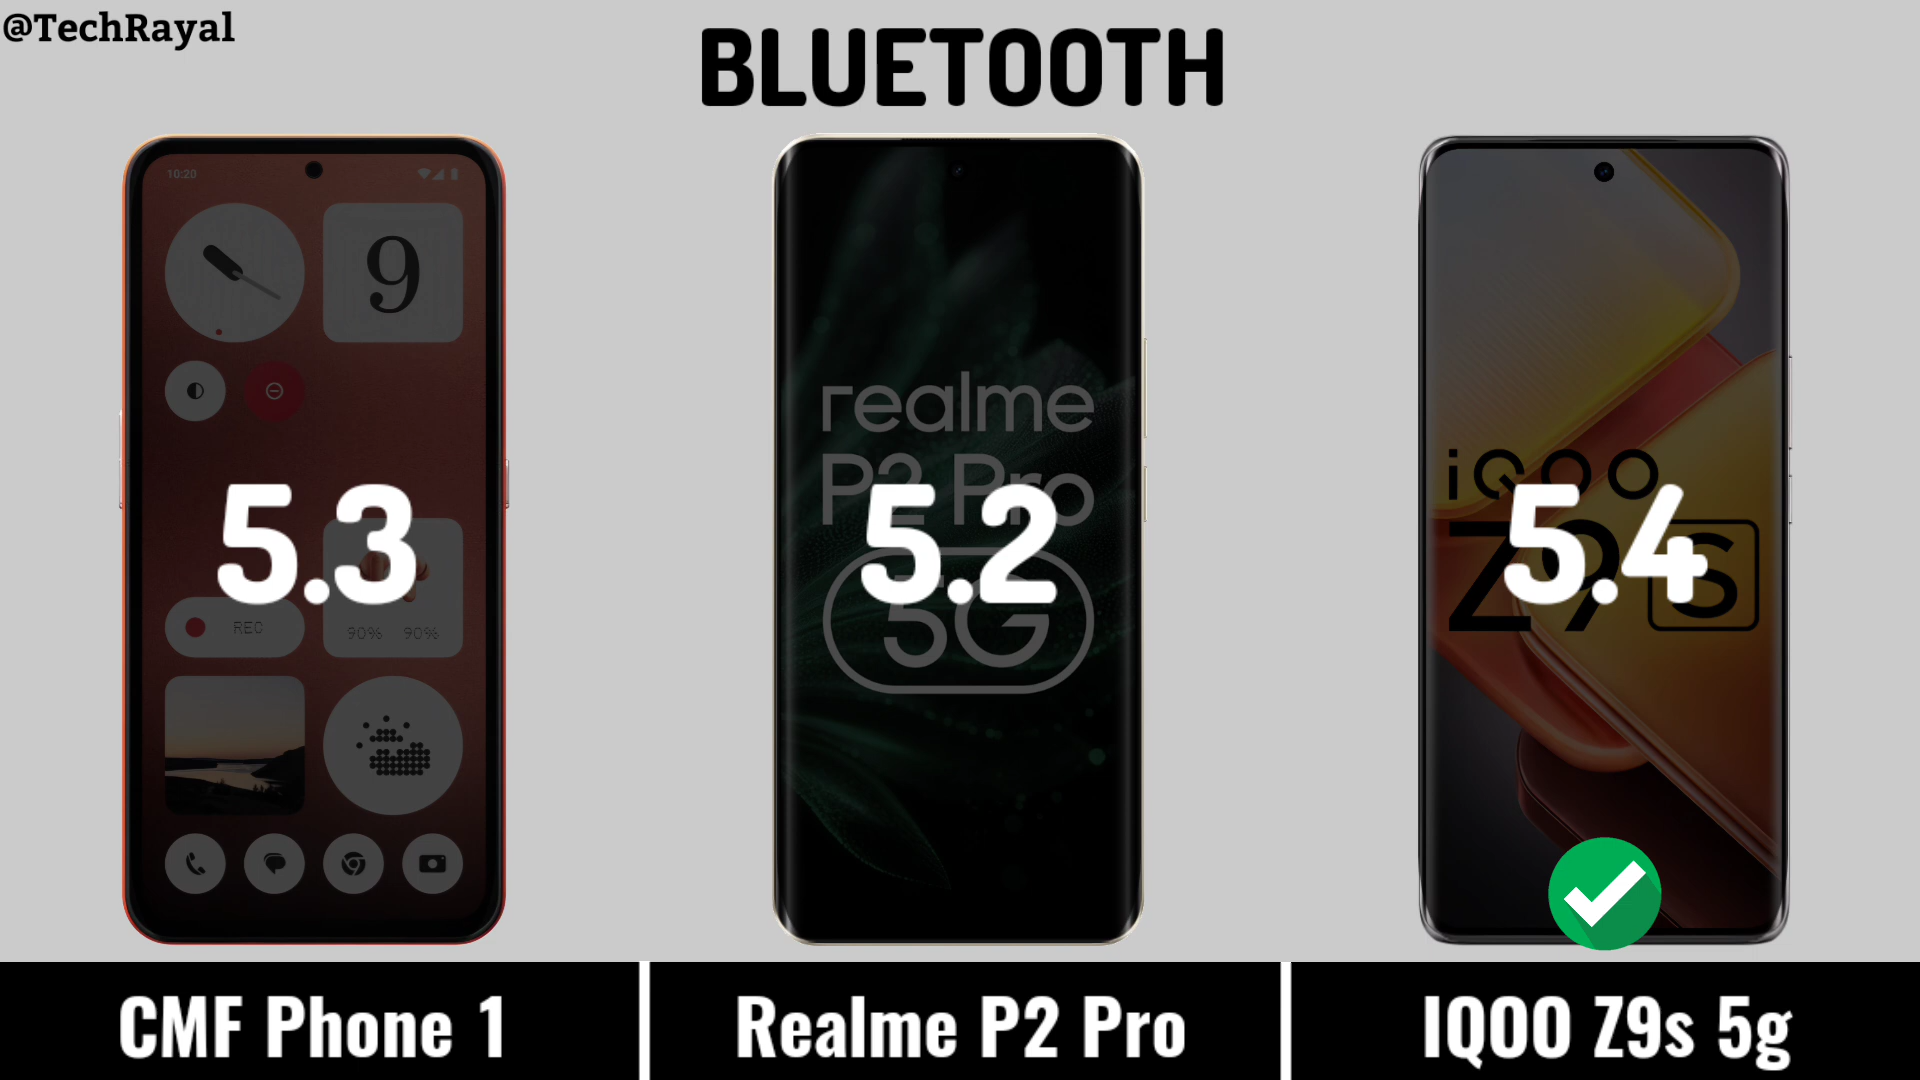 @TechRayal
BLUETOOTH
10:20
9
REC
90% 90%
5.3
realme
P2 Pro
5G
5.2
iQOO
Z9s
5.4
CMF Phone 1
Realme P2 Pro
IQOO Z9s 5g